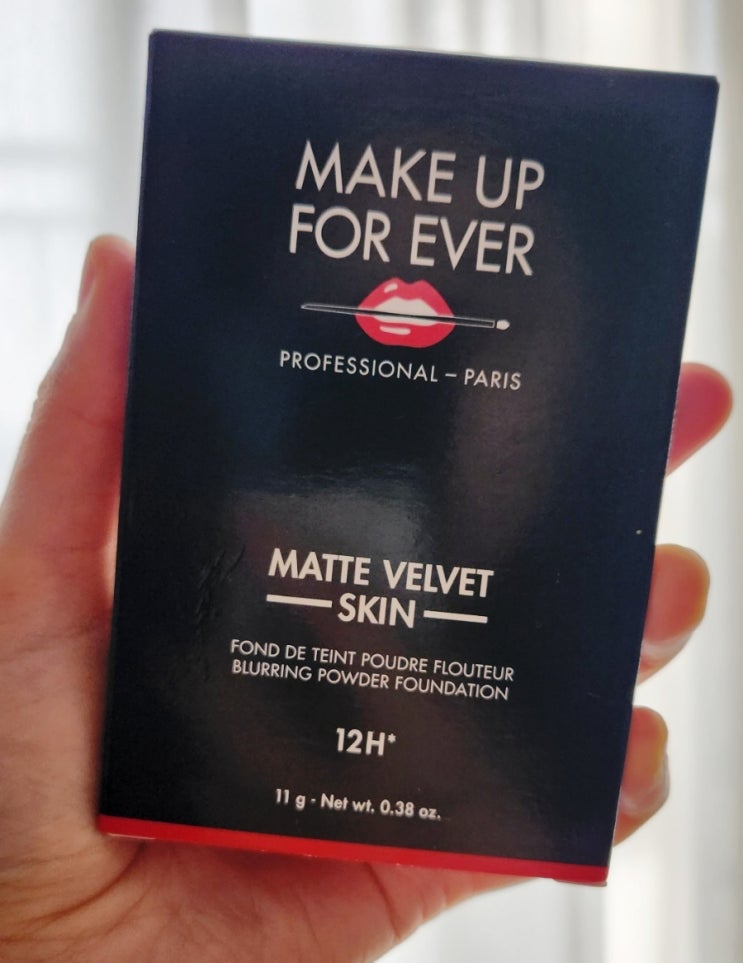 MAKE UP
FOR EVER
PROFESSIONAL – PARIS
MATTE VELVET
SKIN
FOND DE TEINT POUDRE FLOUTEUR
BLURRING POWDER FOUNDATION
12H*
11 g - Net wt. 0.38 oz.